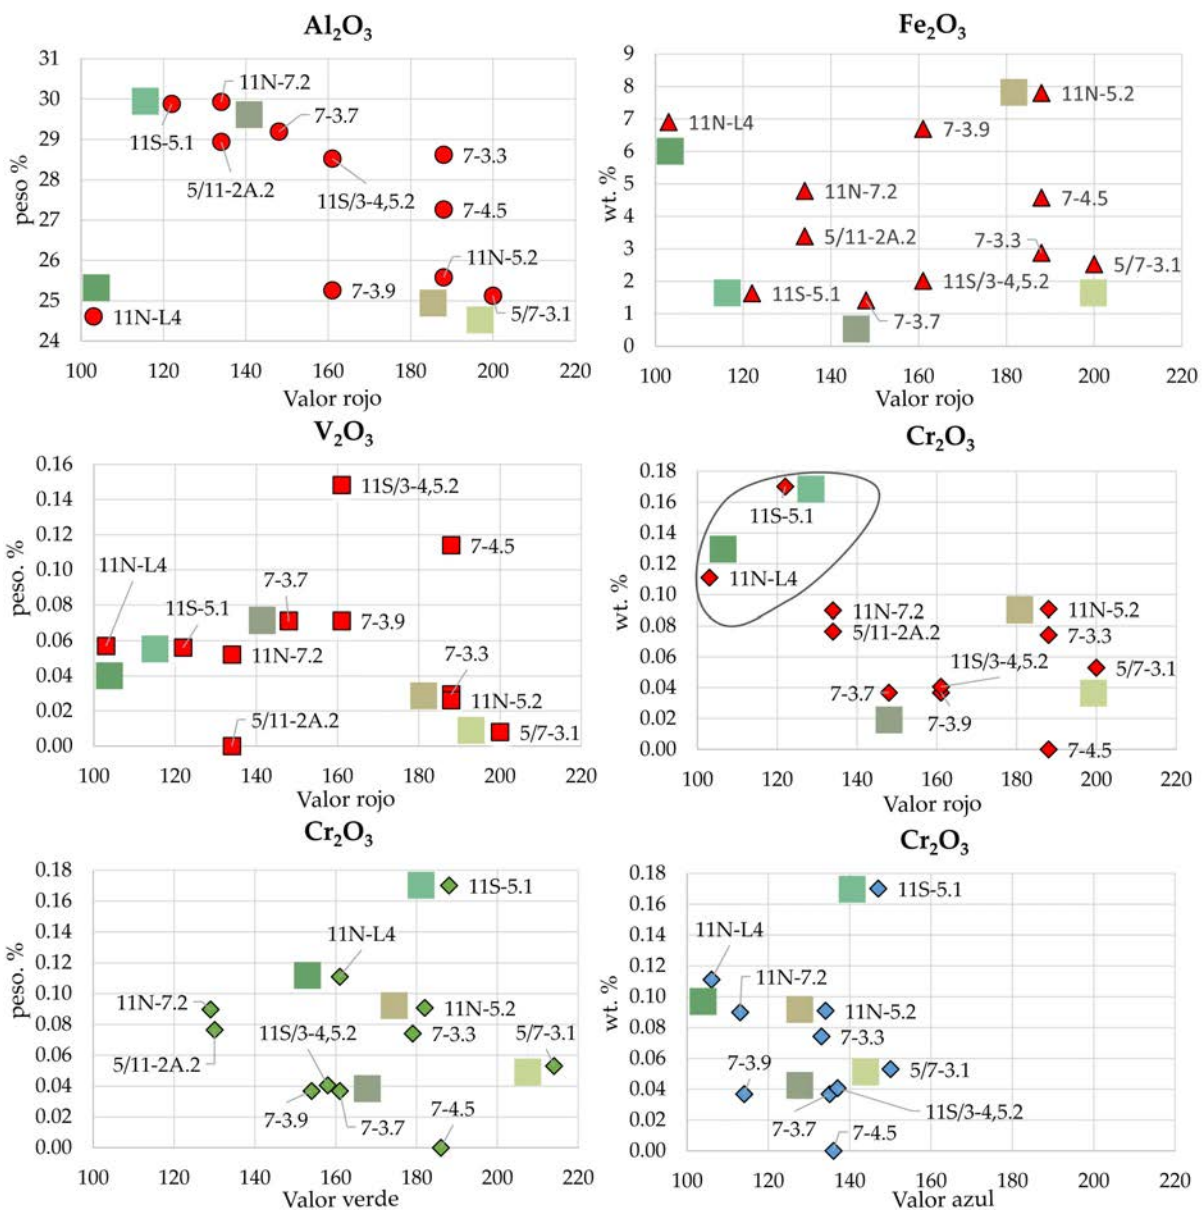 Al₂O₃
peso %
31
30
29
28
27
26
25
24
11N-7.2
7-3.7
11S-5.1
5/11-2A.2
11S/3-4,5.2
7-3.3
7-4.5
11N-5.2
7-3.9
5/7-3.1
11N-L4
100 120 140 160 180 200 220
Valor rojo
Fe₂O₃
wt. %
9
8
7
6
5
4
3
2
1
0
11N-5.2
11N-L4
7-3.9
11N-7.2
7-4.5
5/11-2A.2
7-3.3
5/7-3.1
11S/3-4,5.2
11S-5.1
7-3.7
100 120 140 160 180 200 220
Valor rojo
V₂O₃
peso. %
0.16
0.14
0.12
0.10
0.08
0.06
0.04
0.02
0.00
11S/3-4,5.2
7-4.5
11N-L4
7-3.7
11S-5.1
7-3.9
11N-7.2
7-3.3
11N-5.2
5/11-2A.2
5/7-3.1
100 120 140 160 180 200 220
Valor rojo
Cr₂O₃
wt. %
0.18
0.16
0.14
0.12
0.10
0.08
0.06
0.04
0.02
0.00
11S-5.1
11N-L4
11N-7.2
11N-5.2
5/11-2A.2
7-3.3
11S/3-4,5.2
5/7-3.1
7-3.7
7-3.9
7-4.5
100 120 140 160 180 200 220
Valor rojo
Cr₂O₃
peso. %
0.18
0.16
0.14
0.12
0.10
0.08
0.06
0.04
0.02
0.00
11S-5.1
11N-L4
11N-7.2
11N-5.2
11S/3-4,5.2
7-3.3
5/7-3.1
5/11-2A.2
7-3.9
7-3.7
7-4.5
100 120 140 160 180 200 220
Valor verde
Cr₂O₃
wt. %
0.18
0.16
0.14
0.12
0.10
0.08
0.06
0.04
0.02
0.00
11S-5.1
11N-L4
11N-7.2
11N-5.2
7-3.3
7-3.9
5/7-3.1
11S/3-4,5.2
7-3.7
7-4.5
100 120 140 160 180 200 220
Valor azul